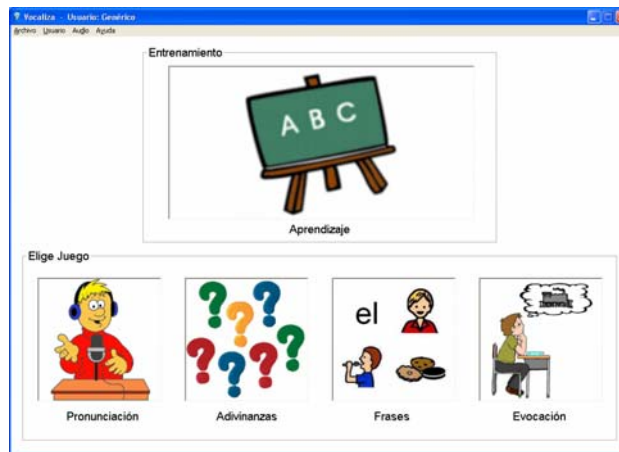 Vocaliza - Usuario: Genérico
Archivo Usuario Audio Ayuda
Entrenamiento
A B C
Aprendizaje
Elige Juego
el
Pronunciación
Adivinanzas
Frases
Evocación